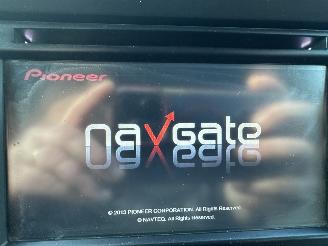 Pioneer
navgate
© 2013 PIONEER CORPORATION. All Rights Reserved.
© NAVTEQ. All Rights Reserved.